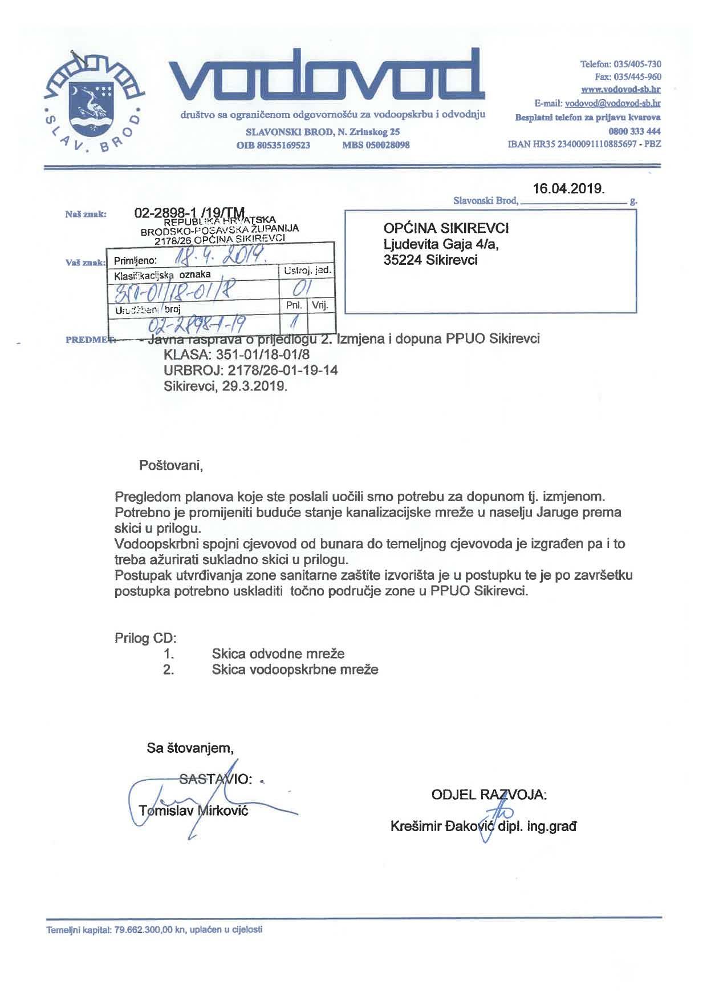 vodovod
SLAV. BROD
vodovod
društvo sa ograničenom odgovornošću za vodoopskrbu i odvodnju
SLAVONSKI BROD, N. Zrinskog 25
OIB 80535169523 MBS 050028098
Telefon: 035/405-730
Fax: 035/445-960
www.vodovod-sb.hr
E-mail: vodovod@vodovod-sb.hr
Besplatni telefon za prijavu kvarova
0800 333 444
IBAN HR35 23400091110885697 - PBZ
16.04.2019.
Slavonski Brod, g.
Naš znak: 02-2898-1 /19/TM
REPUBLIKA HRVATSKA
BRODSKO-POSAVSKA ŽUPANIJA
2178/26 OPĆINA SIKIREVCI
Vaš znak:
Primljeno: 18. 4. 2019.
Klasifikacijska oznaka Ustroj. jed.
351-01/18-01/8 01
Urudžbeni broj Pril. Vrij.
02-2898-1-19 1
OPĆINA SIKIREVCI
Ljudevita Gaja 4/a,
35224 Sikirevci
PREDMET: - Javna rasprava o prijedlogu 2. Izmjena i dopuna PPUO Sikirevci
KLASA: 351-01/18-01/8
URBROJ: 2178/26-01-19-14
Sikirevci, 29.3.2019.
Poštovani,
Pregledom planova koje ste poslali uočili smo potrebu za dopunom tj. izmjenom.
Potrebno je promijeniti buduće stanje kanalizacijske mreže u naselju Jaruge prema
skici u prilogu.
Vodoopskrbni spojni cjevovod od bunara do temeljnog cjevovoda je izgrađen pa i to
treba ažurirati sukladno skici u prilogu.
Postupak utvrđivanja zone sanitarne zaštite izvorišta je u postupku te je po završetku
postupka potrebno uskladiti točno područje zone u PPUO Sikirevci.
Prilog CD:
1. Skica odvodne mreže
2. Skica vodoopskrbne mreže
Sa štovanjem,
SASTAVIO:
Tomislav Mirković
ODJEL RAZVOJA:
Krešimir Đaković dipl. ing.građ
Temeljni kapital: 79.662.300,00 kn, uplaćen u cijelosti